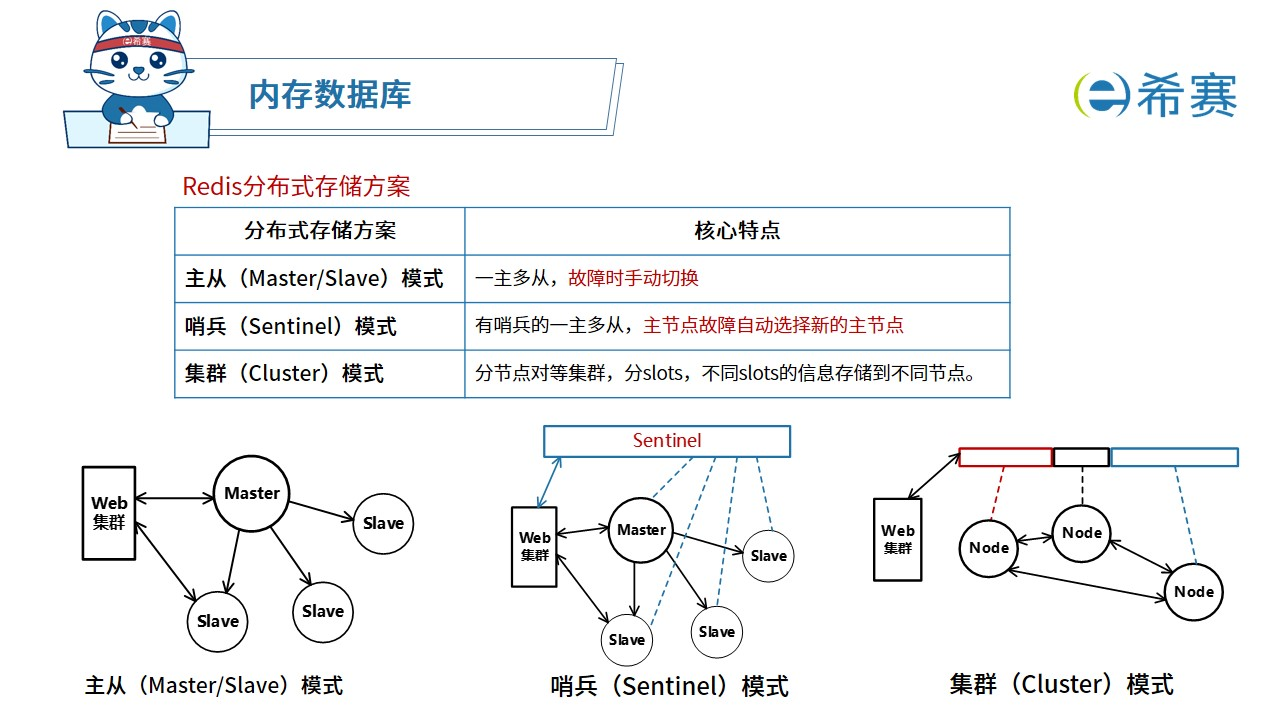 希赛
内存数据库
希赛
Redis分布式存储方案
分布式存储方案 核心特点
主从（Master/Slave）模式 一主多从，故障时手动切换
哨兵（Sentinel）模式 有哨兵的一主多从，主节点故障自动选择新的主节点
集群（Cluster）模式 分节点对等集群，分slots，不同slots的信息存储到不同节点。
Web
集群
Master
Slave
Slave
Slave
主从（Master/Slave）模式
Sentinel
Web
集群
Master
Slave
Slave
Slave
哨兵（Sentinel）模式
Web
集群
Node
Node
Node
集群（Cluster）模式